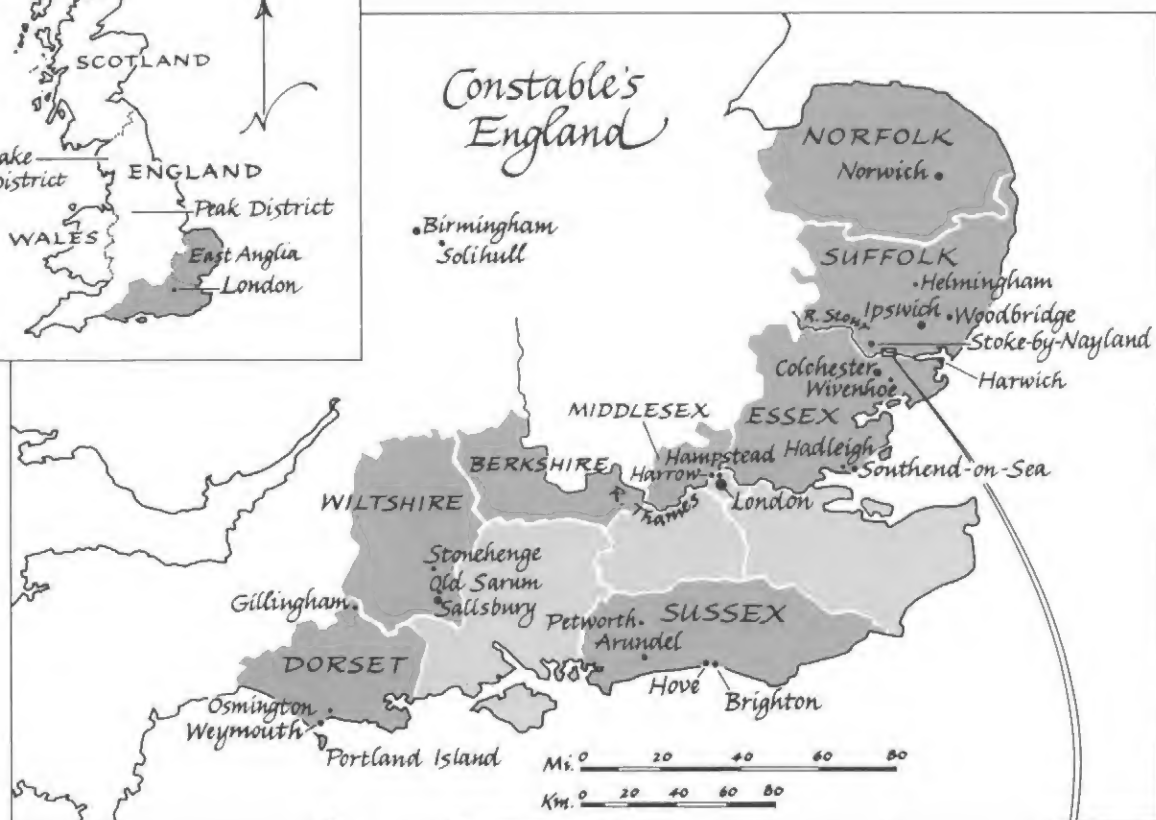 SCOTLAND
ake
istrict
ENGLAND
Peak District
WALES
East Anglia
London
Constable's
England
NORFOLK
Norwich
Birmingham
Solihull
SUFFOLK
Helmingham
R. Stour
Ipswich
Woodbridge
Stoke-by-Nayland
Colchester
Harwich
Wivenhoe
MIDDLESEX
ESSEX
Hampstead
Hadleigh
BERKSHIRE
Harrow
Southend-on-Sea
WILTSHIRE
R.
Thames
London
Stonehenge
Old Sarum
Gillingham
Salisbury
Petworth
SUSSEX
Arundel
DORSET
Hove
Brighton
Osmington
Weymouth
Portland Island
Mi. 0 20 40 60 80
Km. 0 20 40 60 80